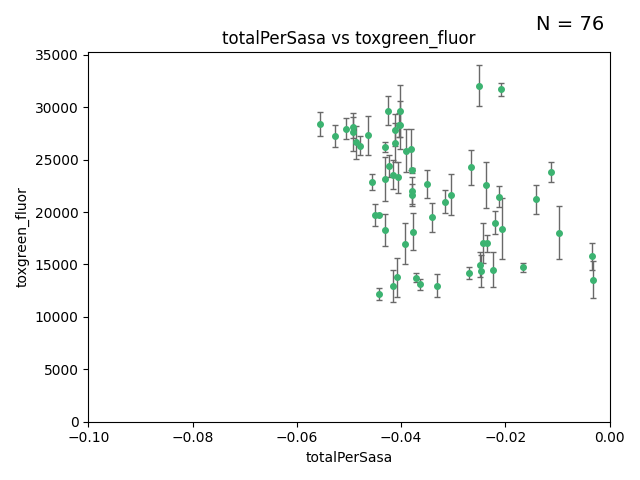 N = 76
totalPerSasa vs toxgreen_fluor
35000
30000
25000
20000
15000
10000
5000
0
toxgreen_fluor
−0.10 −0.08 −0.06 −0.04 −0.02 0.00
totalPerSasa